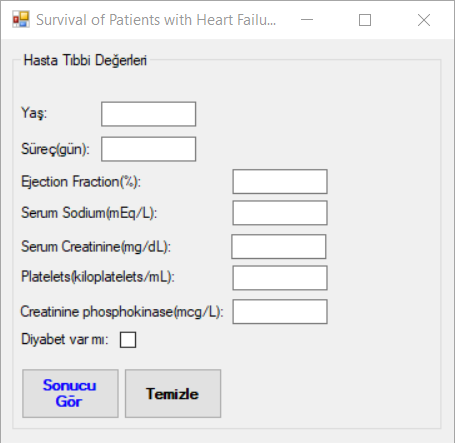 Survival of Patients with Heart Failu...
Hasta Tıbbi Değerleri
Yaş:
Süreç(gün):
Ejection Fraction(%):
Serum Sodium(mEq/L):
Serum Creatinine(mg/dL):
Platelets(kiloplatelets/mL):
Creatinine phosphokinase(mcg/L):
Diyabet var mı:
Sonucu
Gör
Temizle